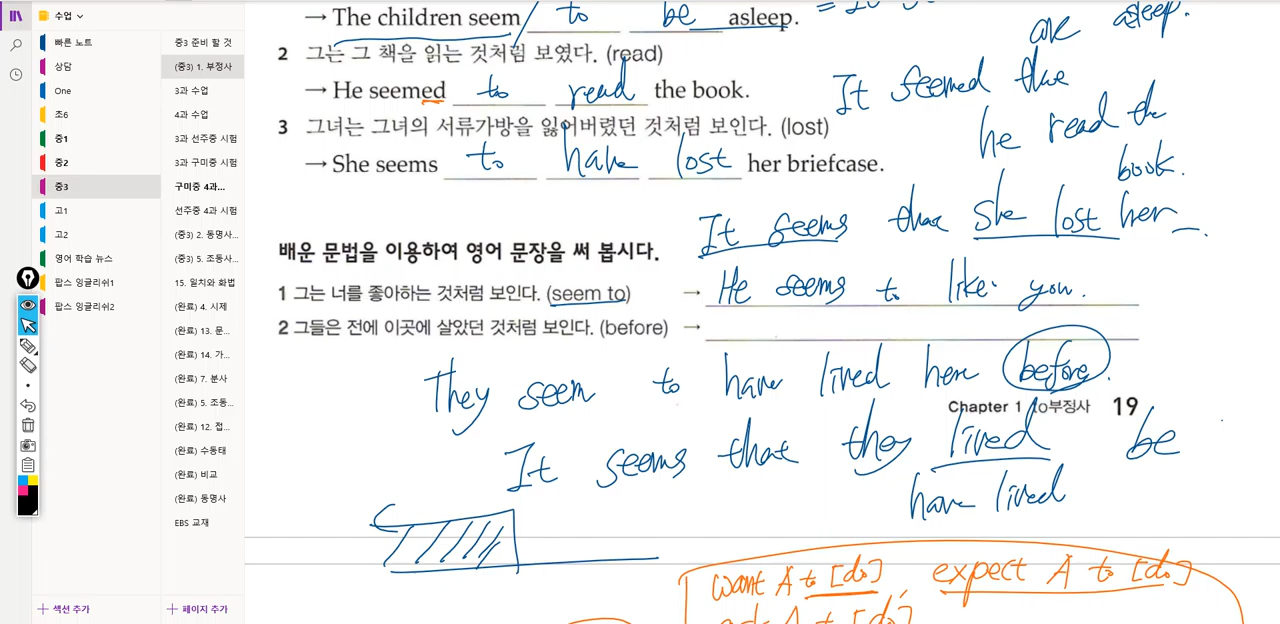 수업
빠른 노트
상담
One
초6
중1
중2
중3
고1
고2
영어 학습 뉴스
팝스 잉글리쉬1
팝스 잉글리쉬2
섹션 추가
중3 준비 할 것
(중3) 1. 부정사
3과 수업
4과 수업
3과 선주중 시험
3과 구미중 시험
구미중 4과...
선주중 4과 시험
(중3) 2. 동명사...
(중3) 5. 조동사...
15. 일치와 화법
(완료) 4. 시제
(완료) 13. 문...
(완료) 14. 가...
(완료) 7. 분사
(완료) 5. 조동...
(완료) 12. 접...
(완료) 수동태
(완료) 비교
(완료) 동명사
EBS 교재
페이지 추가
→ The children seem to be asleep.
are asleep.
2 그는 그 책을 읽는 것처럼 보였다. (read)
→ He seemed to read the book.
It seemed that
he read the
book.
3 그녀는 그녀의 서류가방을 잃어버렸던 것처럼 보인다. (lost)
→ She seems to have lost her briefcase.
It seems that she lost her
배운 문법을 이용하여 영어 문장을 써 봅시다.
1 그는 너를 좋아하는 것처럼 보인다. (seem to) → He seems to like you.
2 그들은 전에 이곳에 살았던 것처럼 보인다. (before) →
They seem to have lived here before.
Chapter 1 to부정사 19
It seems that they lived be
have lived
want A to [do], expect A to [do]